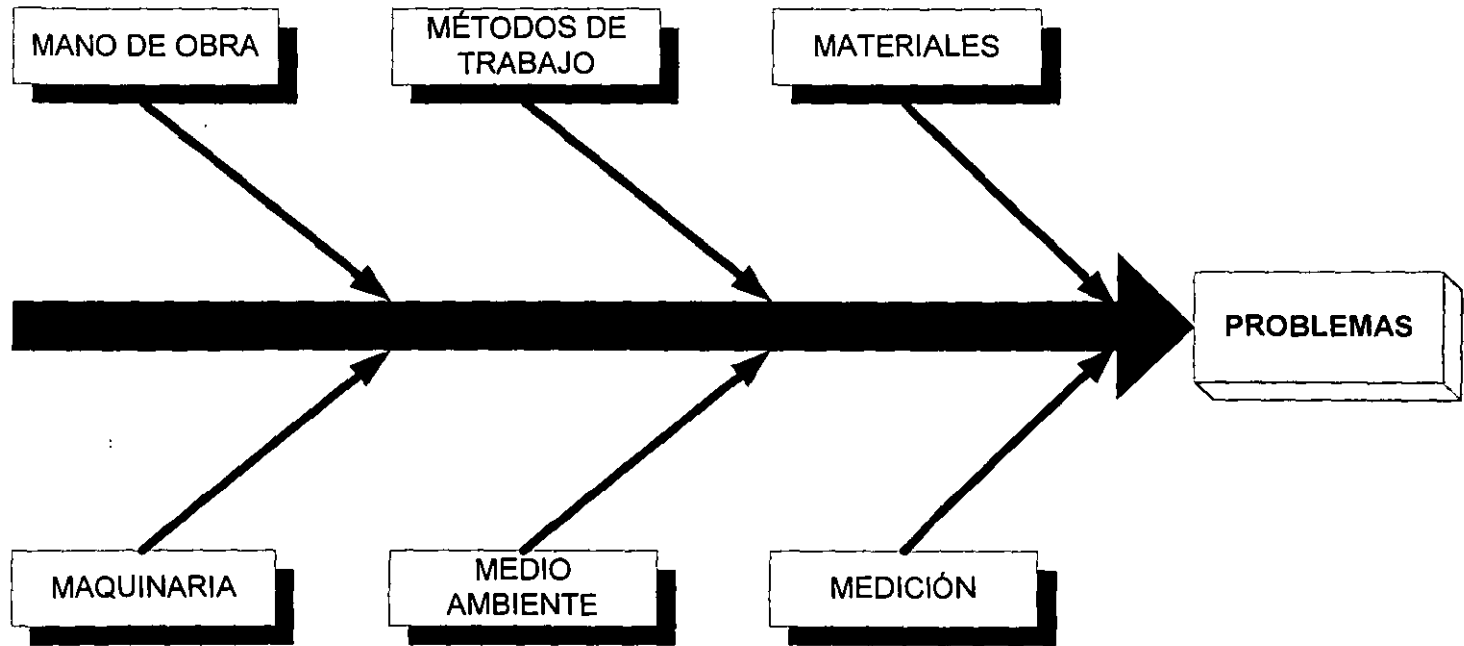 MANO DE OBRA
MÉTODOS DE
TRABAJO
MATERIALES
PROBLEMAS
MAQUINARIA
MEDIO
AMBIENTE
MEDICIÓN